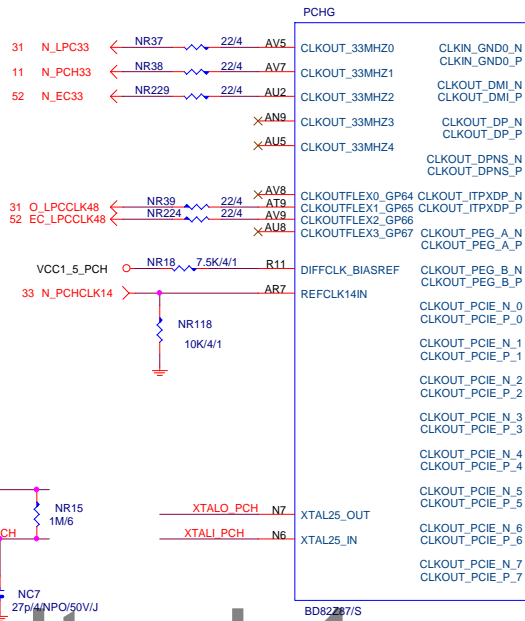 PCHG
31 N_LPC33 NR37 22/4 AV5 CLKOUT_33MHZ0 CLKIN_GND0_N
CLKIN_GND0_P
11 N_PCH33 NR38 22/4 AV7 CLKOUT_33MHZ1
CLKOUT_DMI_N
52 N_EC33 NR229 22/4 AU2 CLKOUT_33MHZ2 CLKOUT_DMI_P
AN9 CLKOUT_33MHZ3 CLKOUT_DP_N
CLKOUT_DP_P
AU5 CLKOUT_33MHZ4
CLKOUT_DPNS_N
CLKOUT_DPNS_P
AV8 CLKOUTFLEX0_GP64 CLKOUT_ITPXDP_N
31 O_LPCCLK48 NR39 22/4 AT9 CLKOUTFLEX1_GP65 CLKOUT_ITPXDP_P
52 EC_LPCCLK48 NR224 22/4 AV9 CLKOUTFLEX2_GP66
AU8 CLKOUTFLEX3_GP67 CLKOUT_PEG_A_N
CLKOUT_PEG_A_P
VCC1_5_PCH NR18 7.5K/4/1 R11 DIFFCLK_BIASREF CLKOUT_PEG_B_N
CLKOUT_PEG_B_P
33 N_PCHCLK14 AR7 REFCLK14IN
CLKOUT_PCIE_N_0
CLKOUT_PCIE_P_0
NR118
10K/4/1
CLKOUT_PCIE_N_1
CLKOUT_PCIE_P_1
CLKOUT_PCIE_N_2
CLKOUT_PCIE_P_2
CLKOUT_PCIE_N_3
CLKOUT_PCIE_P_3
CLKOUT_PCIE_N_4
CLKOUT_PCIE_P_4
CLKOUT_PCIE_N_5
CLKOUT_PCIE_P_5
NR15
1M/6
XTALO_PCH N7 XTAL25_OUT
CH XTALI_PCH N6 XTAL25_IN
CLKOUT_PCIE_N_6
CLKOUT_PCIE_P_6
CLKOUT_PCIE_N_7
CLKOUT_PCIE_P_7
NC7
27p/4/NPO/50V/J
BD82Z87/S